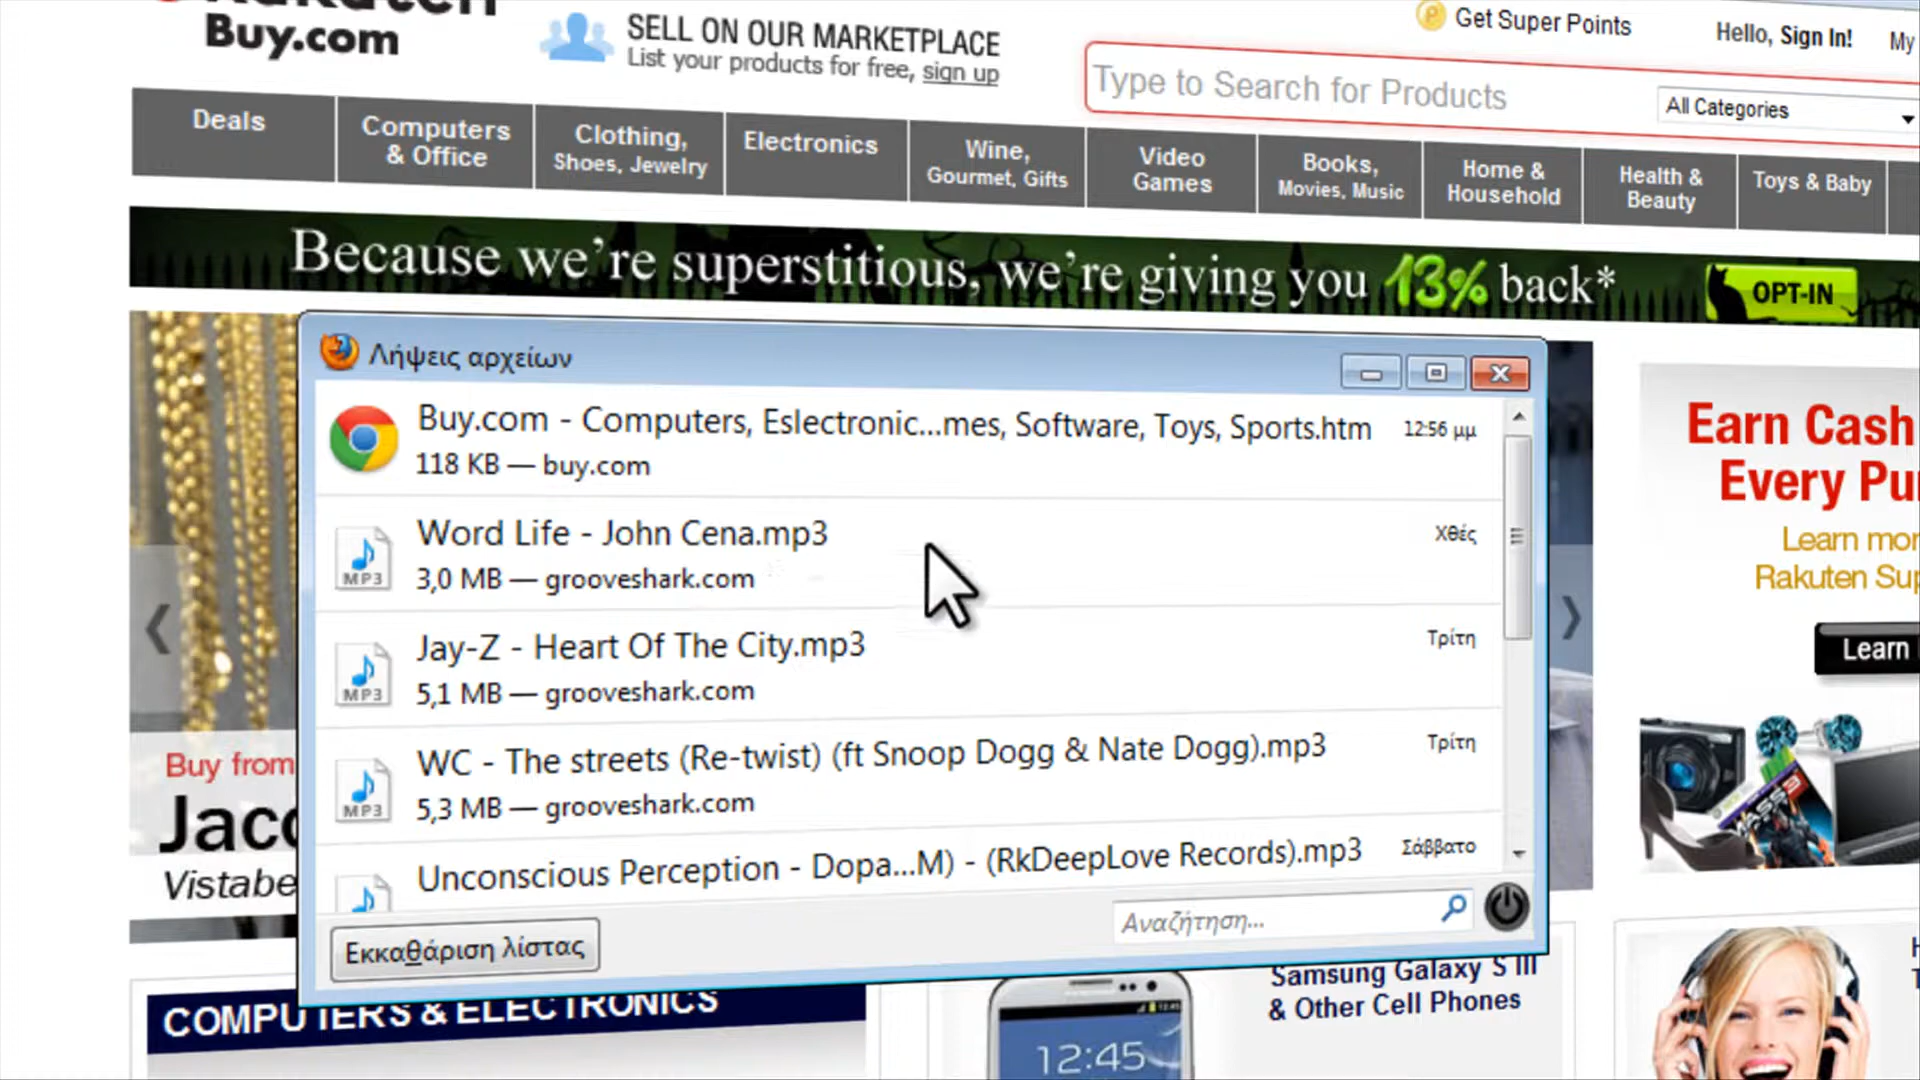 Buy.com
SELL ON OUR MARKETPLACE
List your products for free, sign up
Get Super Points
Hello, Sign In!
My
Type to Search for Products
All Categories
Deals
Computers
& Office
Clothing,
Shoes, Jewelry
Electronics
Wine,
Gourmet, Gifts
Video
Games
Books,
Movies, Music
Home &
Household
Health &
Beauty
Toys & Baby
Because we're superstitious, we're giving you 13% back*
OPT-IN
Λήψεις αρχείων
Buy.com - Computers, Eslectronic...mes, Software, Toys, Sports.htm
12:56 μμ
118 KB — buy.com
Word Life - John Cena.mp3
Χθές
MP3
3,0 MB — grooveshark.com
Jay-Z - Heart Of The City.mp3
Τρίτη
MP3
5,1 MB — grooveshark.com
WC - The streets (Re-twist) (ft Snoop Dogg & Nate Dogg).mp3
Τρίτη
MP3
5,3 MB — grooveshark.com
Unconscious Perception - Dopa...M) - (RkDeepLove Records).mp3
Σάββατο
Εκκαθάριση λίστας
Αναζήτηση...
Earn Cash
Every Pu
Learn mor
Rakuten Sup
Learn
Buy from
Jaco
Vistabe
COMPUTERS & ELECTRONICS
Samsung Galaxy S III
& Other Cell Phones
12:45